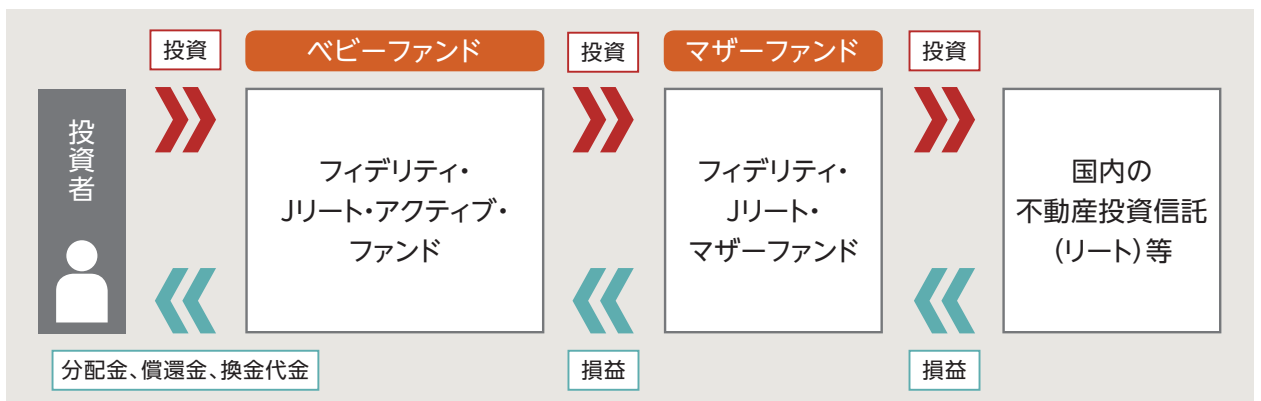 投資
ベビーファンド
投資
マザーファンド
投資
投資者
フィデリティ・
Jリート・アクティブ・
ファンド
フィデリティ・
Jリート・
マザーファンド
国内の
不動産投資信託
(リート)等
分配金、償還金、換金代金
損益
損益